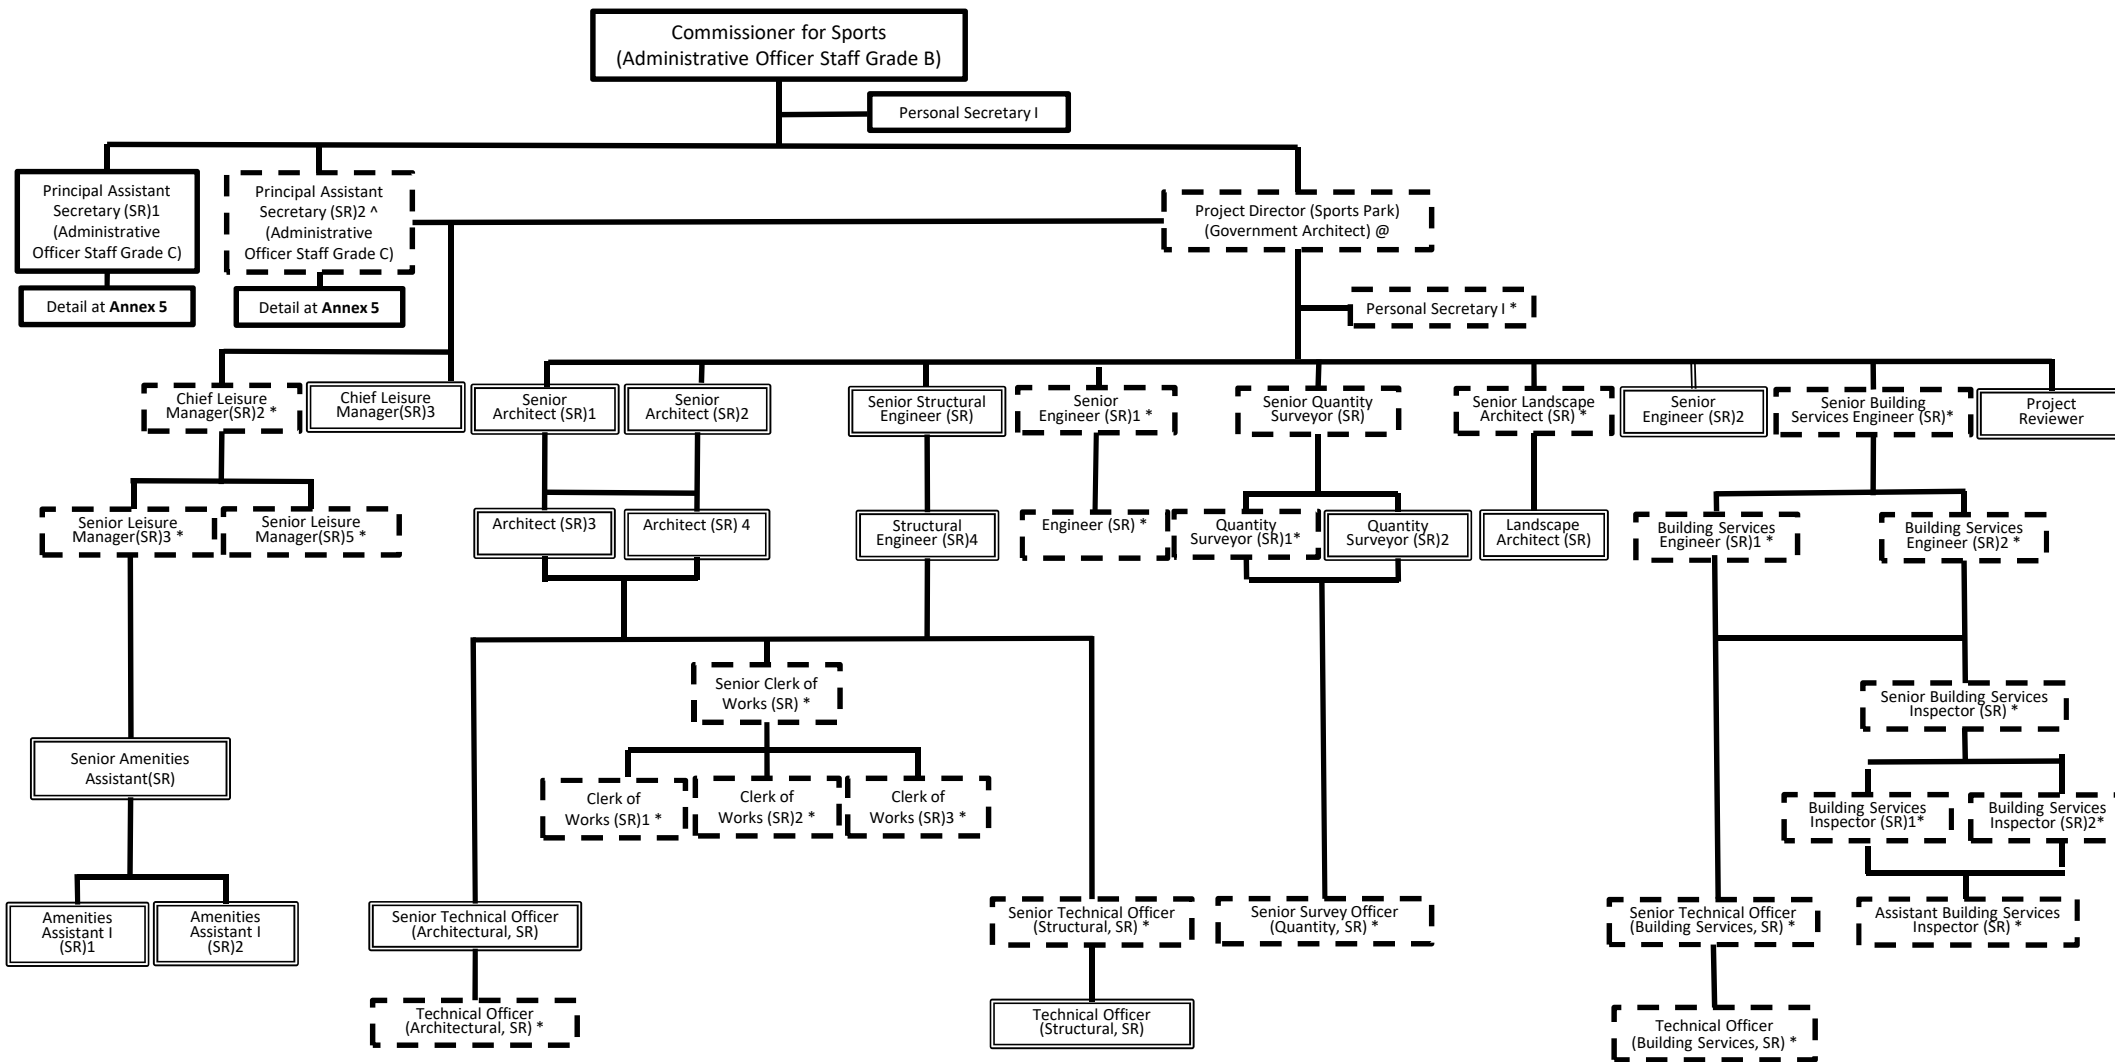 Commissioner for Sports
(Administrative Officer Staff Grade B)
Personal Secretary I
Principal Assistant
Secretary (SR)1
(Administrative
Officer Staff Grade C)
Principal Assistant
Secretary (SR)2 ^
(Administrative
Officer Staff Grade C)
Project Director (Sports Park)
(Government Architect) @
Detail at Annex 5
Detail at Annex 5
Personal Secretary I *
Chief Leisure
Manager(SR)2 *
Chief Leisure
Manager(SR)3
Senior
Architect (SR)1
Senior
Architect (SR)2
Senior Structural
Engineer (SR)
Senior
Engineer (SR)1 *
Senior Quantity
Surveyor (SR)
Senior Landscape
Architect (SR) *
Senior
Engineer (SR)2
Senior Building
Services Engineer (SR)*
Project
Reviewer
Senior Leisure
Manager(SR)3 *
Senior Leisure
Manager(SR)5 *
Architect (SR)3
Architect (SR) 4
Structural
Engineer (SR)4
Engineer (SR) *
Quantity
Surveyor (SR)1*
Quantity
Surveyor (SR)2
Landscape
Architect (SR)
Building Services
Engineer (SR)1 *
Building Services
Engineer (SR)2 *
Senior Clerk of
Works (SR) *
Senior Building Services
Inspector (SR) *
Senior Amenities
Assistant(SR)
Clerk of
Works (SR)1 *
Clerk of
Works (SR)2 *
Clerk of
Works (SR)3 *
Building Services
Inspector (SR)1*
Building Services
Inspector (SR)2*
Amenities
Assistant I
(SR)1
Amenities
Assistant I
(SR)2
Senior Technical Officer
(Architectural, SR)
Senior Technical Officer
(Structural, SR) *
Senior Survey Officer
(Quantity, SR) *
Senior Technical Officer
(Building Services, SR) *
Assistant Building Services
Inspector (SR) *
Technical Officer
(Architectural, SR) *
Technical Officer
(Structural, SR)
Technical Officer
(Building Services, SR) *